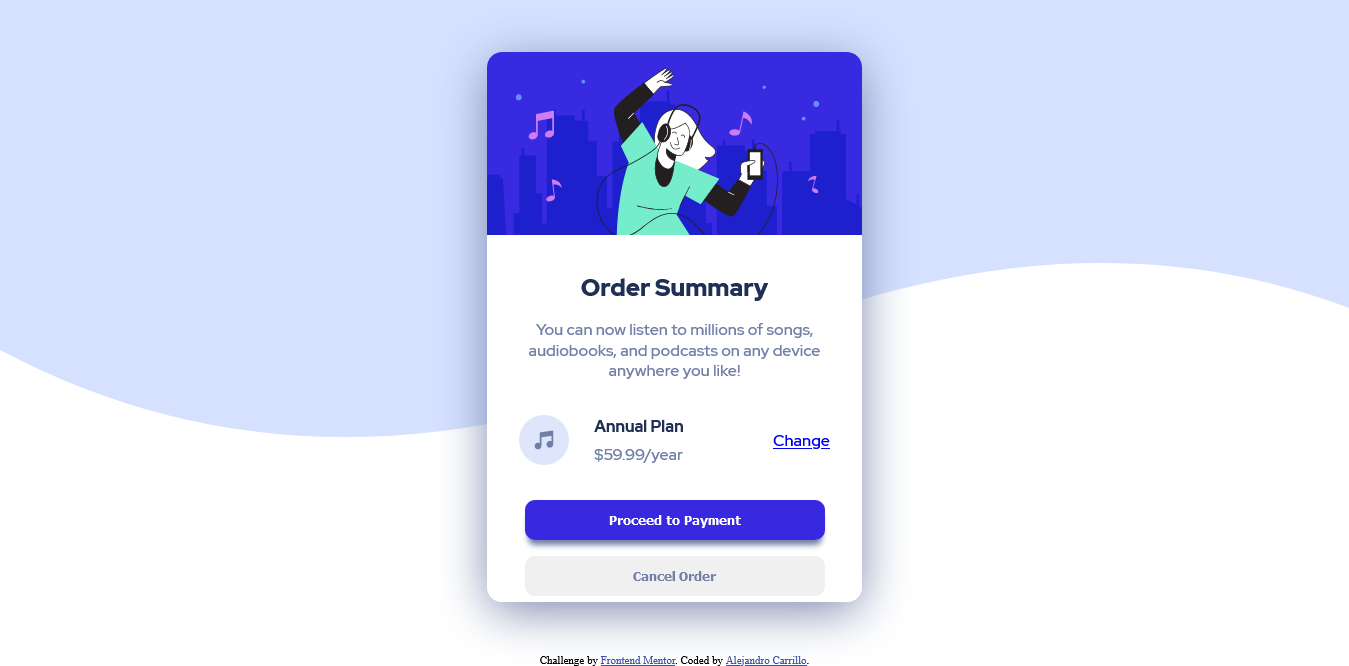 Order Summary
You can now listen to millions of songs,
audiobooks, and podcasts on any device
anywhere you like!
Annual Plan
$59.99/year
Change
Proceed to Payment
Cancel Order
Challenge by Frontend Mentor. Coded by Alejandro Carrillo.